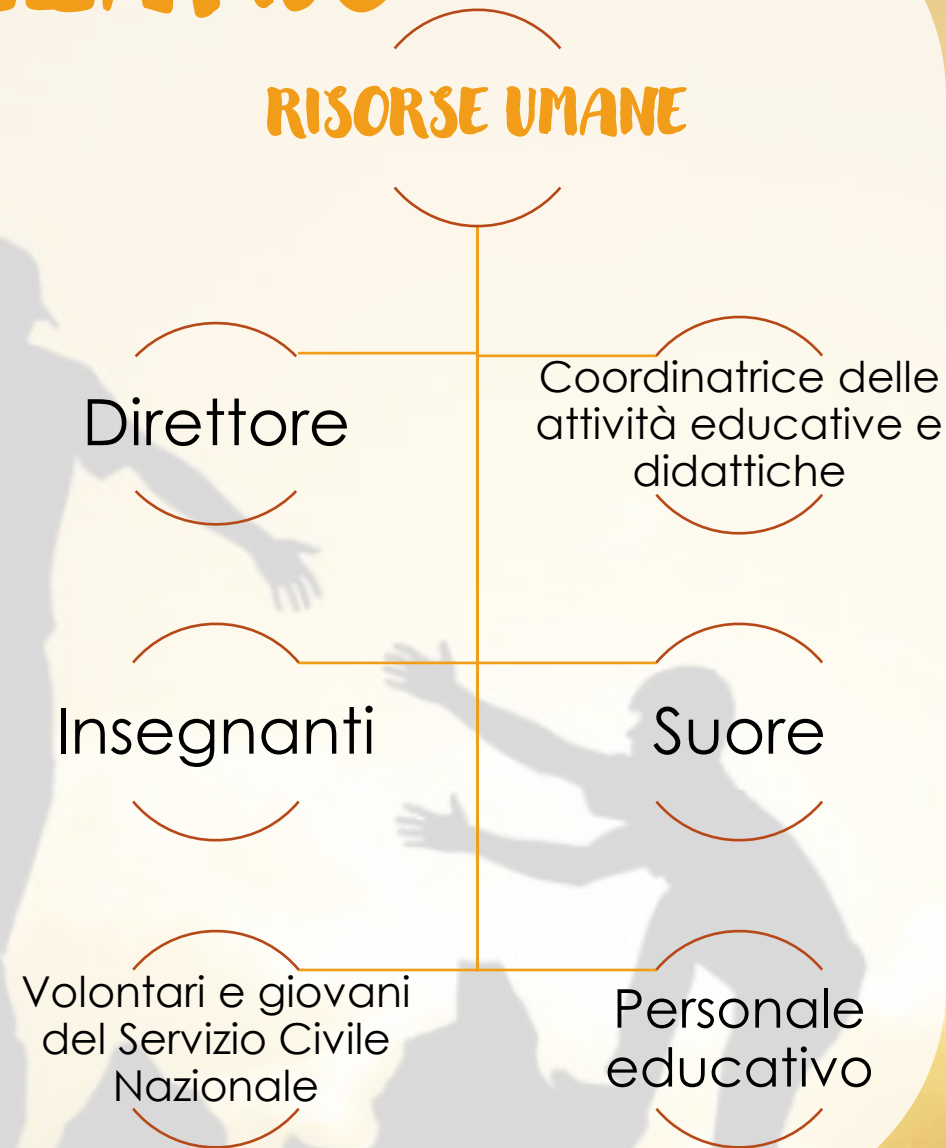 RISORSE UMANE
Direttore
Coordinatrice delle
attività educative e
didattiche
Insegnanti
Suore
Volontari e giovani
del Servizio Civile
Nazionale
Personale
educativo